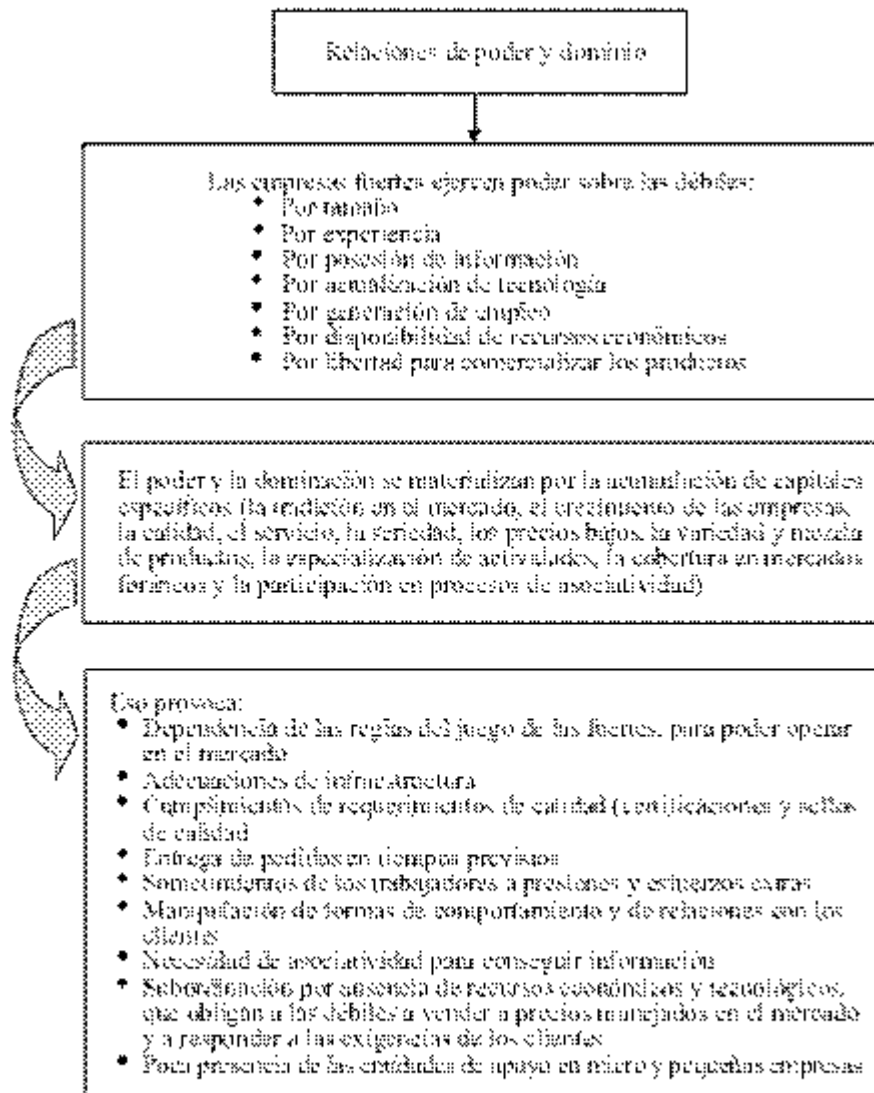 Relaciones de poder y dominio
Las empresas fuertes ejercen poder sobre las débiles:
• Por tamaño
• Por experiencia
• Por posesión de información
• Por actualización de tecnología
• Por generación de empleo
• Por disponibilidad de recursos económicos
• Por libertad para comercializar los productos
El poder y la dominación se materializan por la acumulación de capitales
específicos (la tradición en el mercado, el crecimiento de las empresas,
la calidad, el servicio, la seriedad, los precios bajos, la variedad y mezcla
de productos, la especialización de actividades, la cobertura en mercados
foráneos y la participación en procesos de asociatividad)
Eso provoca:
• Dependencia de las reglas del juego de las fuertes, para poder operar
en el mercado
• Adecuaciones de infraestructura
• Cumplimientos de requerimientos de calidad (certificaciones y sellos
de calidad
• Entrega de pedidos en tiempos previstos
• Sometimientos de los trabajadores a presiones y esfuerzos extras
• Manipulación de formas de comportamiento y de relaciones con los
clientes
• Necesidad de asociatividad para conseguir información
• Subordinación por ausencia de recursos económicos y tecnológicos,
que obligan a las débiles a vender a precios manejados en el mercado
y a responder a las exigencias de los clientes
• Poca presencia de las entidades de apoyo en micro y pequeñas empresas